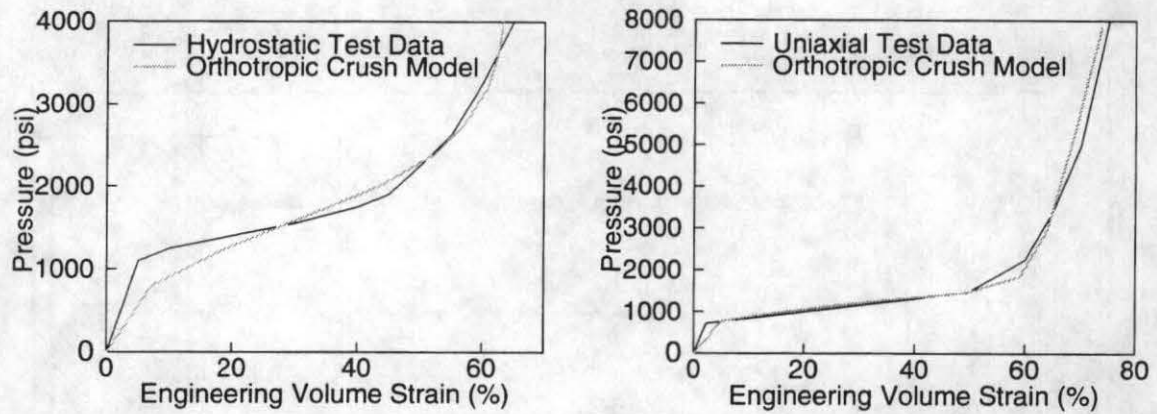 4000
Hydrostatic Test Data
Orthotropic Crush Model
3000
2000
1000
0
Pressure (psi)
0 20 40 60
Engineering Volume Strain (%)
8000
Uniaxial Test Data
7000
Orthotropic Crush Model
6000
5000
4000
3000
2000
1000
0
Pressure (psi)
0 20 40 60 80
Engineering Volume Strain (%)